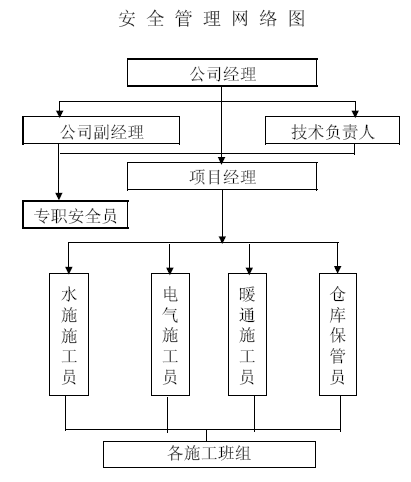 安全管理网络图
公司经理
公司副经理
技术负责人
项目经理
专职安全员
水施施工员
电气施工员
暖通施工员
仓库保管员
各施工班组